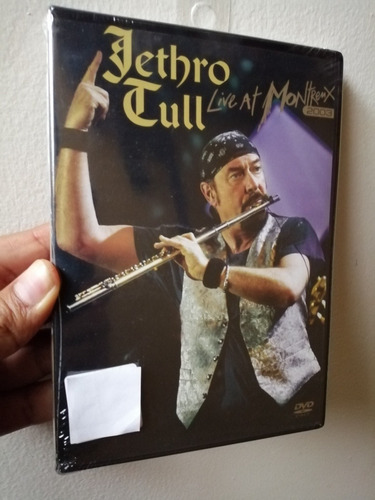 Jethro
Tull
Live At Montreux
2003
DVD